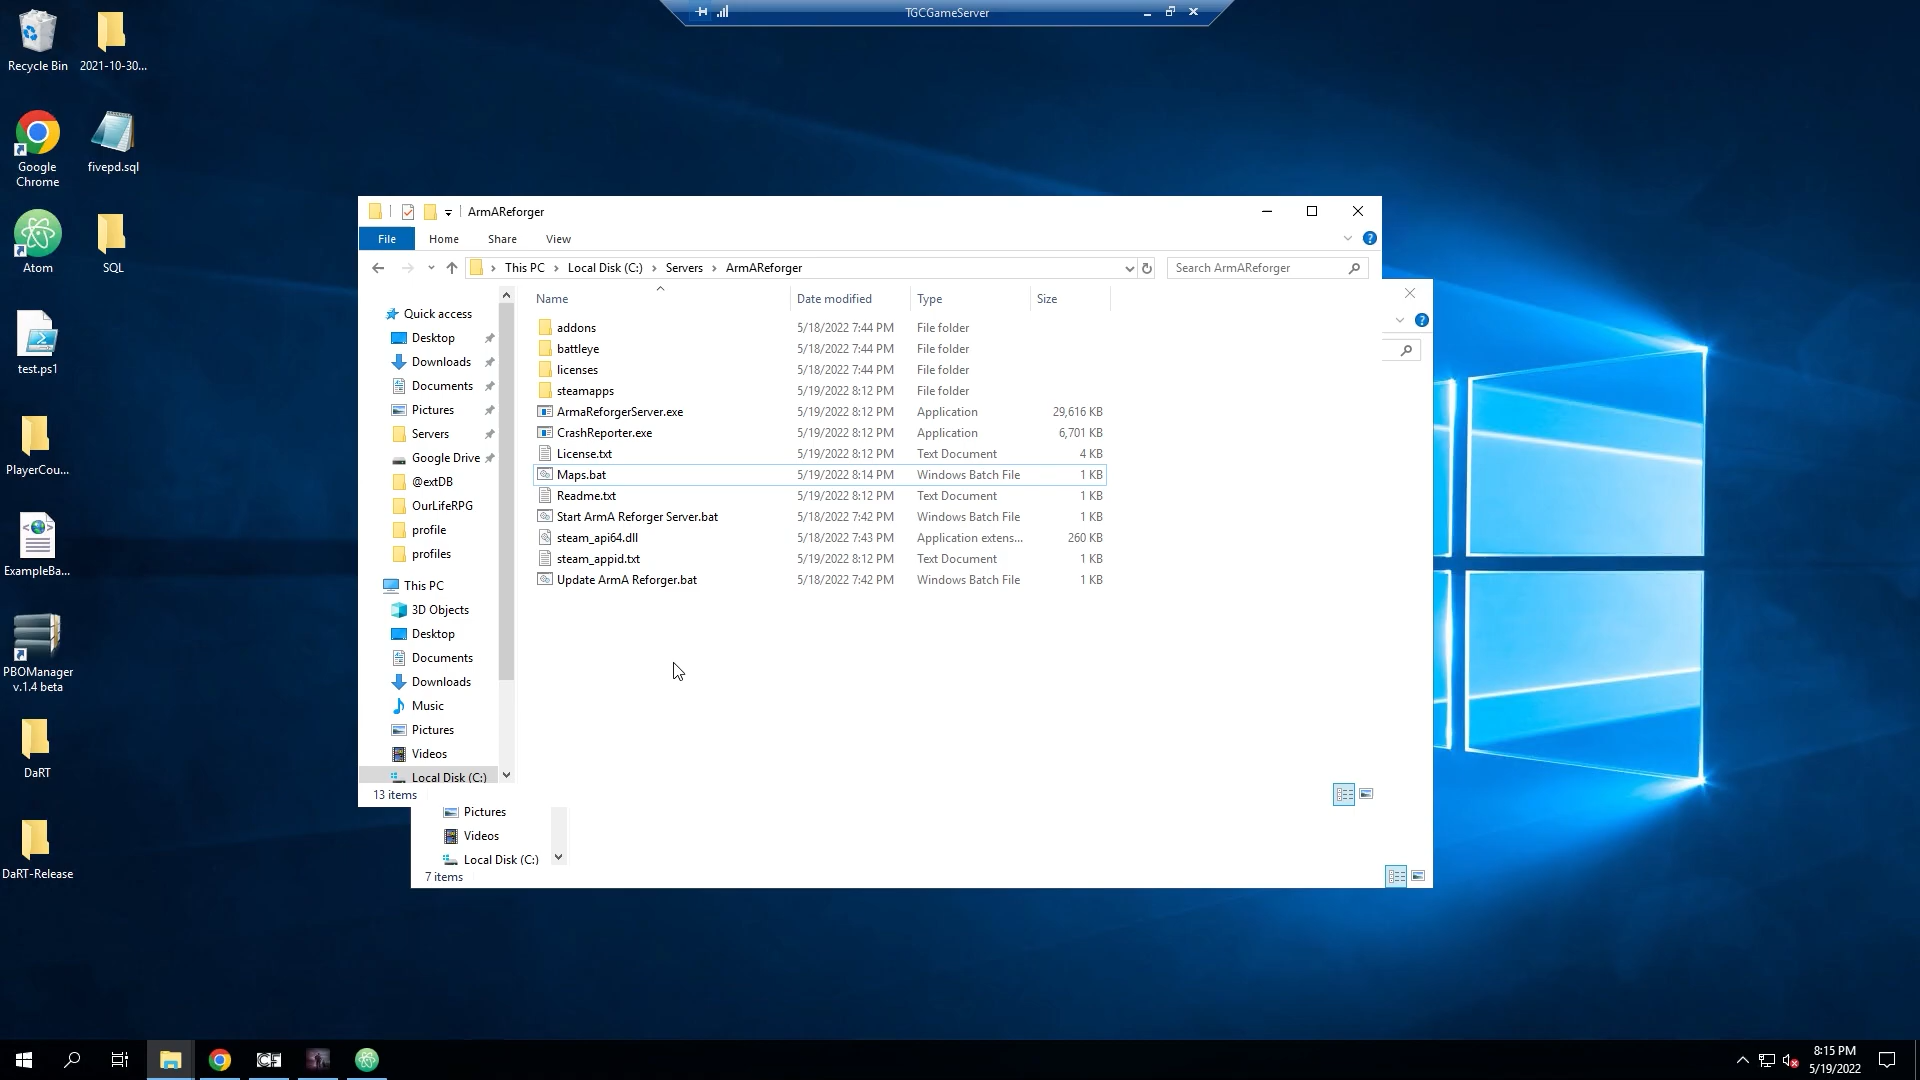 TGCGameServer
Recycle Bin
2021-10-30...
Google Chrome
fivepd.sql
Atom
SQL
test.ps1
PlayerCou...
ExampleBa...
PBOManager v.1.4 beta
DaRT
DaRT-Release
ArmAReforger
File Home Share View
This PC Local Disk (C:) Servers ArmAReforger
Search ArmAReforger
Quick access
Desktop
Downloads
Documents
Pictures
Servers
Google Drive
@extDB
OurLifeRPG
profile
profiles
This PC
3D Objects
Desktop
Documents
Downloads
Music
Pictures
Videos
Local Disk (C:)
Name Date modified Type Size
addons 5/18/2022 7:44 PM File folder
battleye 5/18/2022 7:44 PM File folder
licenses 5/18/2022 7:44 PM File folder
steamapps 5/19/2022 8:12 PM File folder
ArmaReforgerServer.exe 5/19/2022 8:12 PM Application 29,616 KB
CrashReporter.exe 5/19/2022 8:12 PM Application 6,701 KB
License.txt 5/19/2022 8:12 PM Text Document 4 KB
Maps.bat 5/19/2022 8:14 PM Windows Batch File 1 KB
Readme.txt 5/19/2022 8:12 PM Text Document 1 KB
Start ArmA Reforger Server.bat 5/18/2022 7:42 PM Windows Batch File 1 KB
steam_api64.dll 5/18/2022 7:43 PM Application extens... 260 KB
steam_appid.txt 5/19/2022 8:12 PM Text Document 1 KB
Update ArmA Reforger.bat 5/18/2022 7:42 PM Windows Batch File 1 KB
13 items
Pictures
Videos
Local Disk (C:)
7 items
CF
8:15 PM
5/19/2022